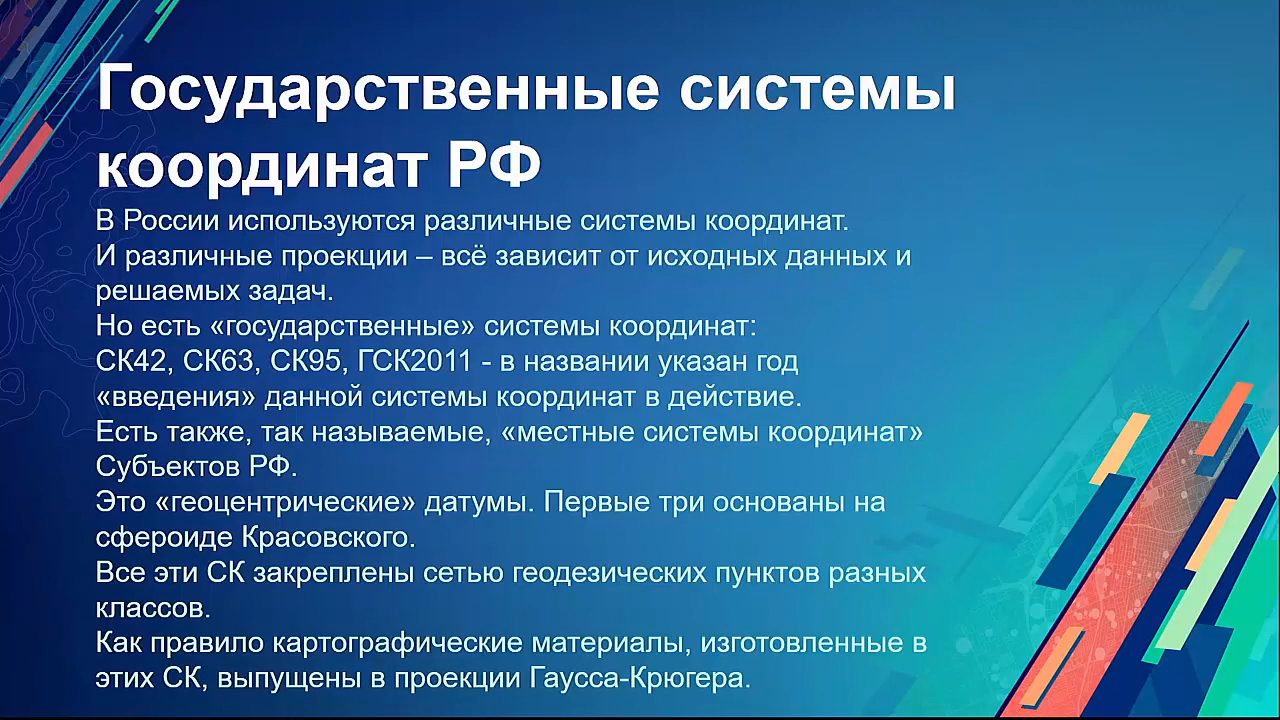 Государственные системы
координат РФ
В России используются различные системы координат.
И различные проекции – всё зависит от исходных данных и
решаемых задач.
Но есть «государственные» системы координат:
СК42, СК63, СК95, ГСК2011 - в названии указан год
«введения» данной системы координат в действие.
Есть также, так называемые, «местные системы координат»
Субъектов РФ.
Это «геоцентрические» датумы. Первые три основаны на
сфероиде Красовского.
Все эти СК закреплены сетью геодезических пунктов разных
классов.
Как правило картографические материалы, изготовленные в
этих СК, выпущены в проекции Гаусса-Крюгера.